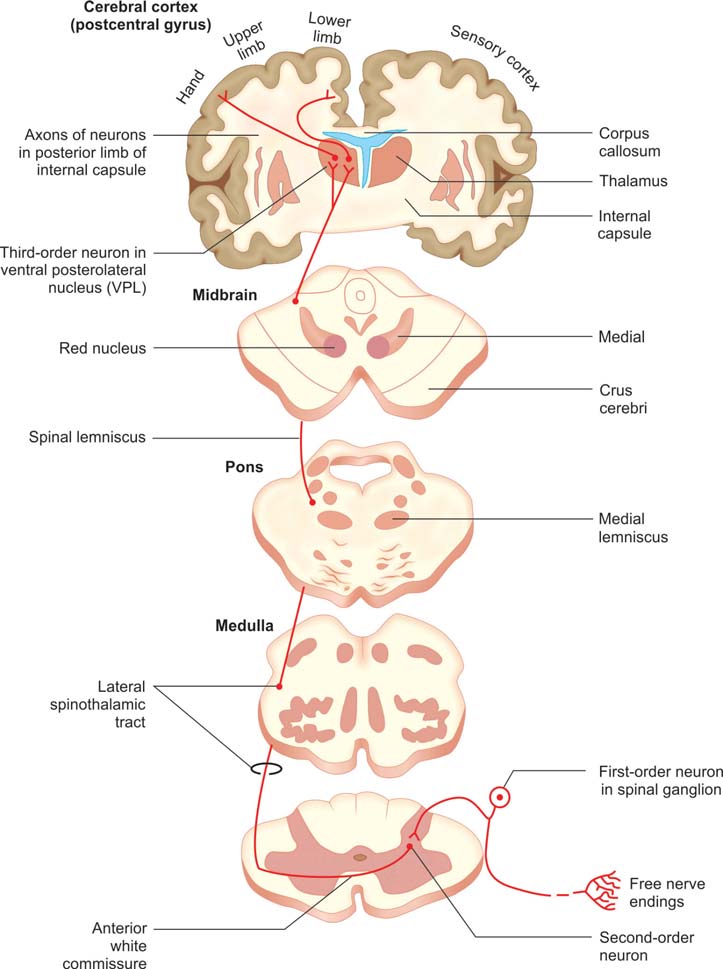 Cerebral cortex
(postcentral gyrus)
Hand
Upper
limb
Lower
limb
Sensory cortex
Axons of neurons
in posterior limb of
internal capsule
Corpus
callosum
Thalamus
Internal
capsule
Third-order neuron in
ventral posterolateral
nucleus (VPL)
Midbrain
Red nucleus
Medial
Crus
cerebri
Spinal lemniscus
Pons
Medial
lemniscus
Medulla
Lateral
spinothalamic
tract
First-order neuron
in spinal ganglion
Free nerve
endings
Anterior
white
commissure
Second-order
neuron